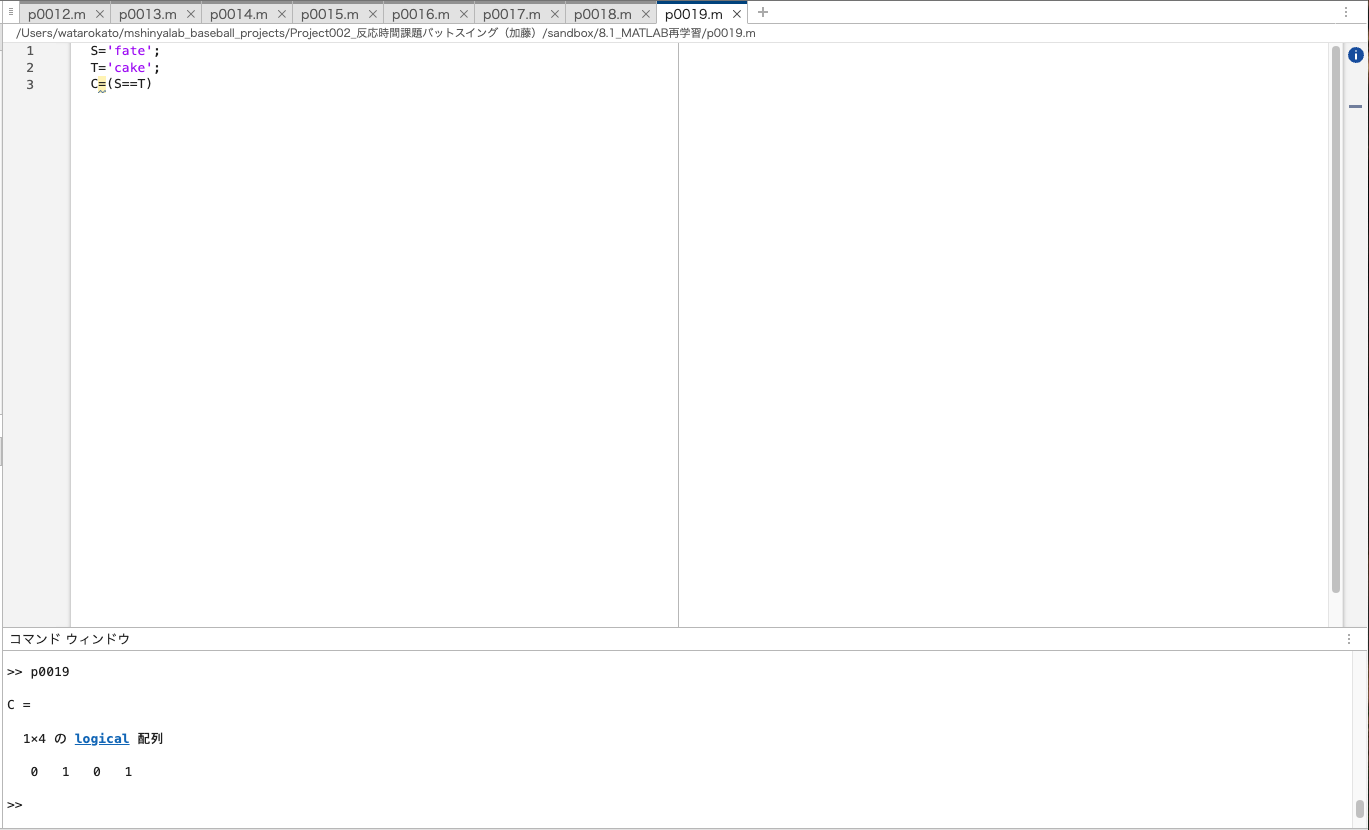 p0012.m × p0013.m × p0014.m × p0015.m × p0016.m × p0017.m × p0018.m × p0019.m × +
/Users/watarokato/mshinyalab_baseball_projects/Project002_反応時間課題バットスイング（加藤）/sandbox/8.1_MATLAB再学習/p0019.m
1 S='fate';
2 T='cake';
3 C=(S==T)
コマンド ウィンドウ
>> p0019
C =
1×4 の logical 配列
0 1 0 1
>>